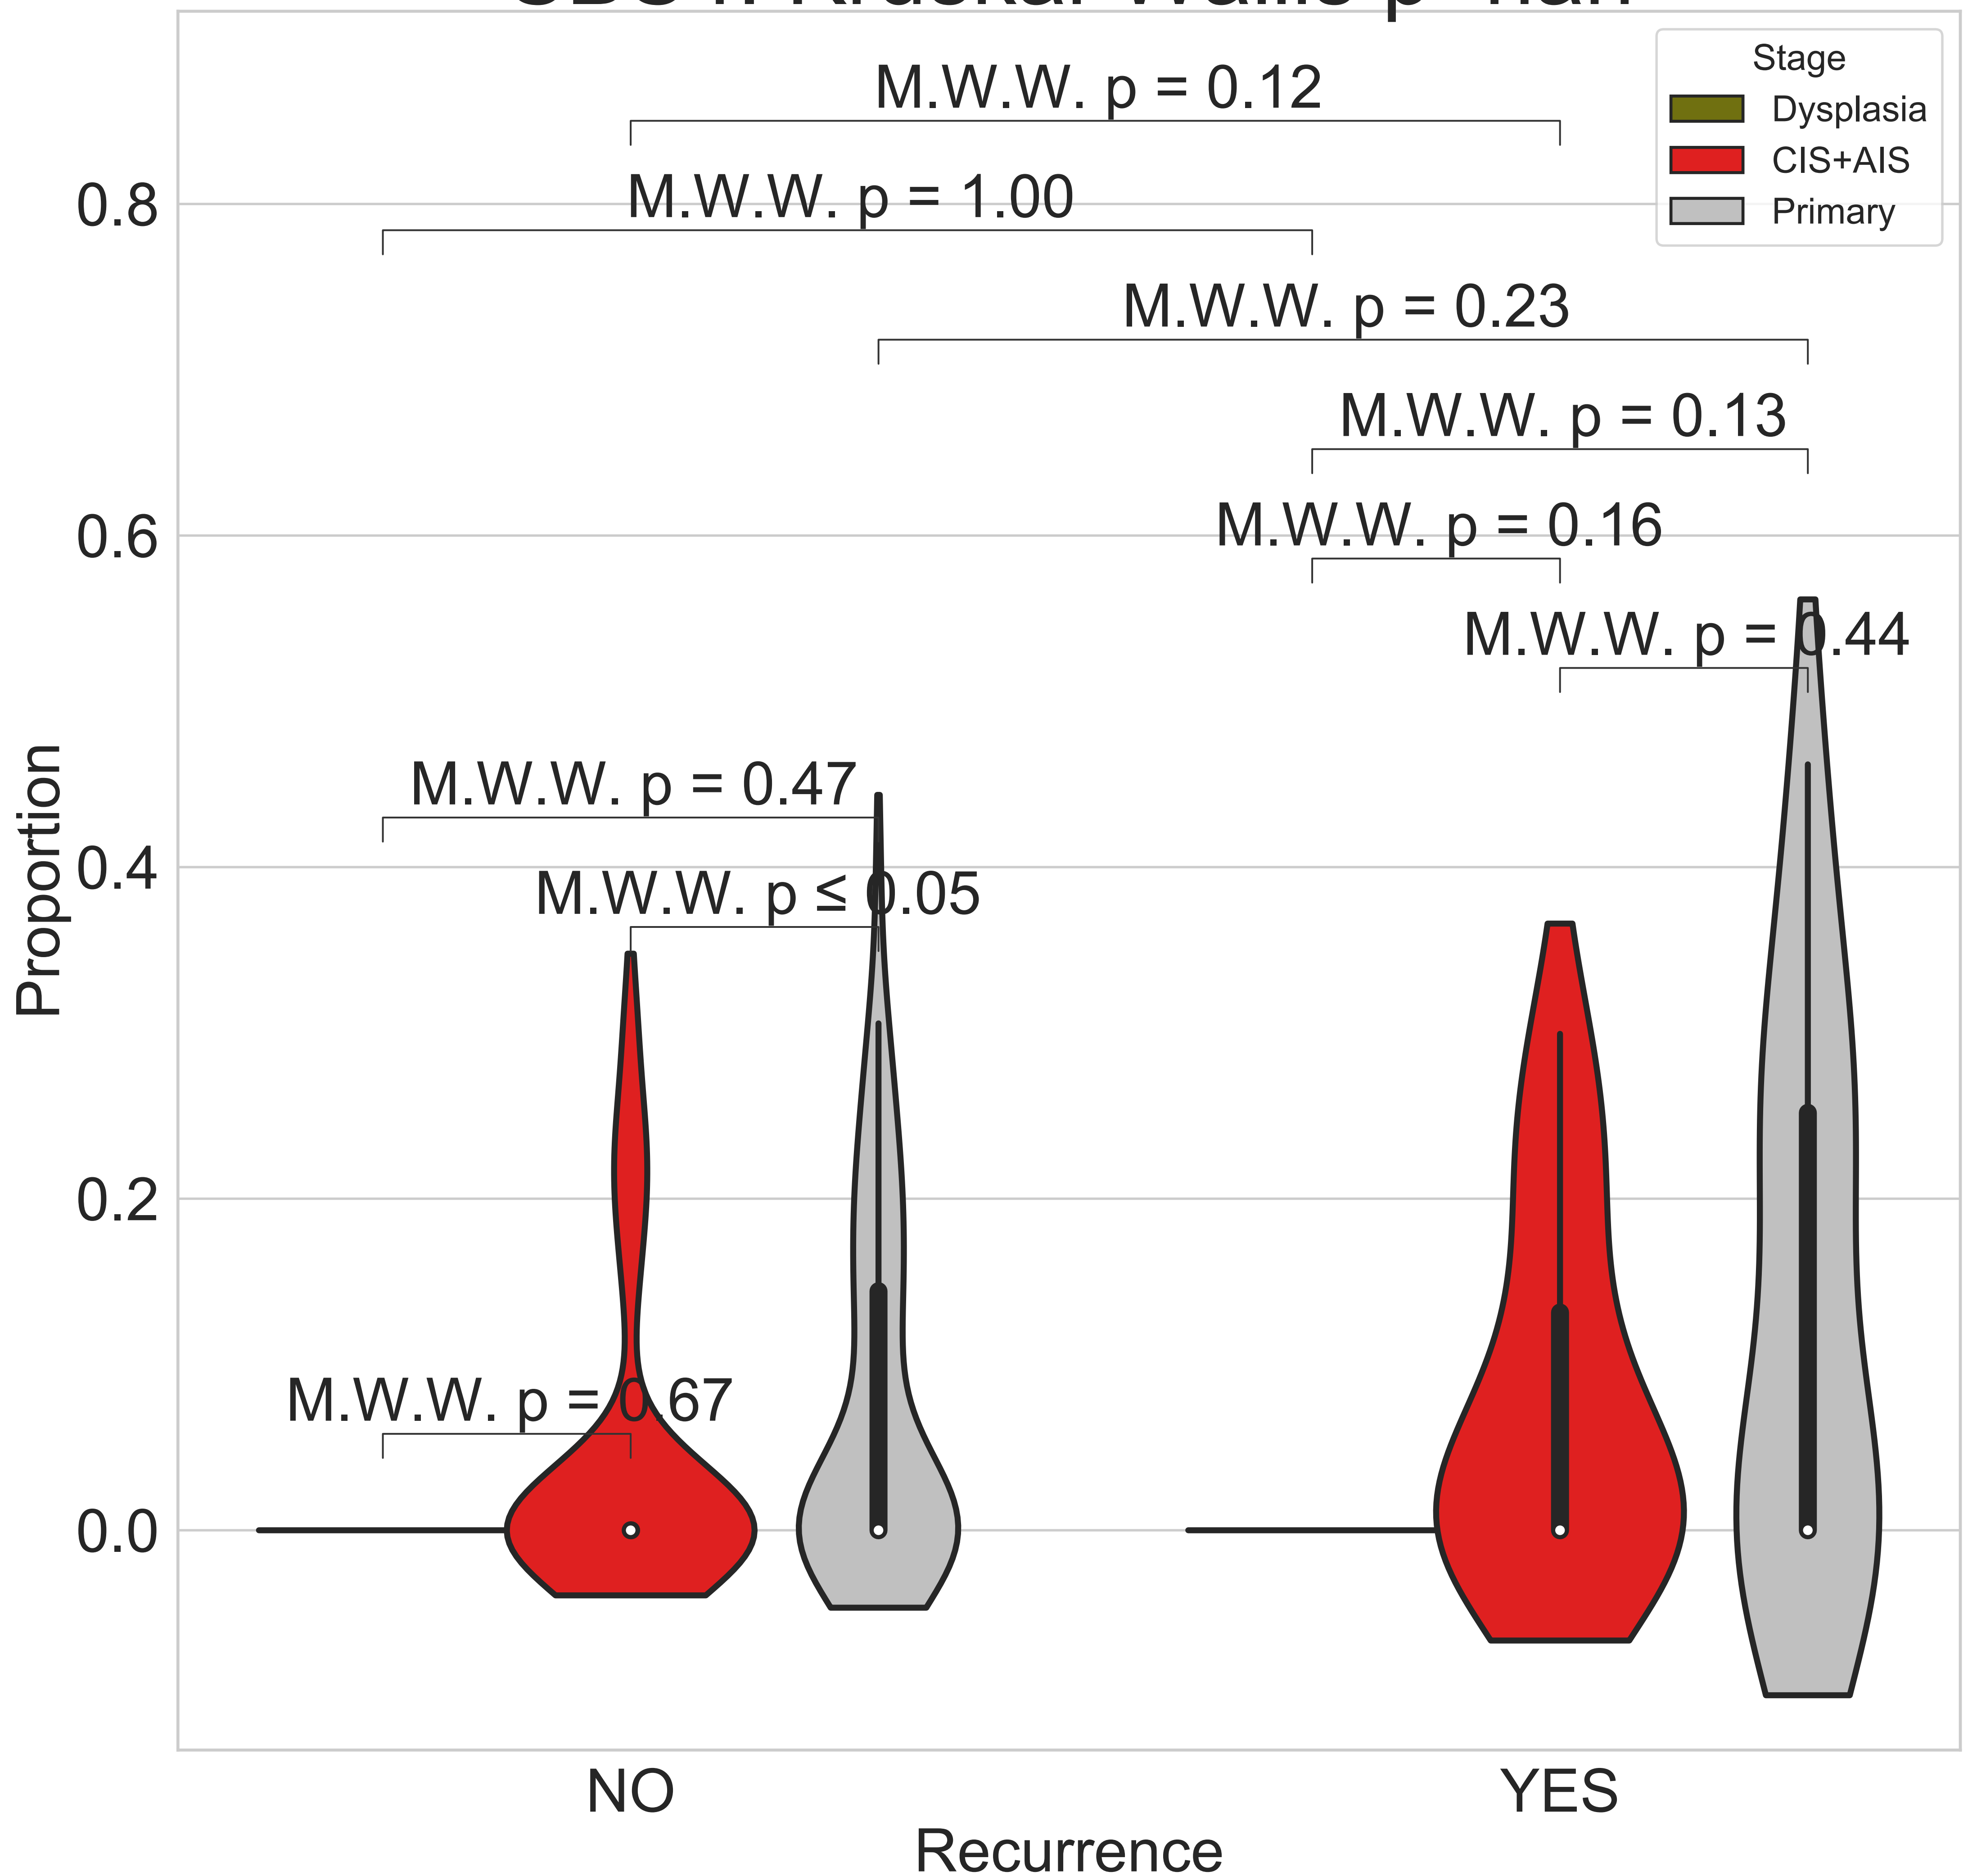 Stage
Dysplasia
CIS+AIS
Primary
M.W.W. p = 0.12
M.W.W. p = 1.00
M.W.W. p = 0.23
M.W.W. p = 0.13
M.W.W. p = 0.16
M.W.W. p = 0.44
M.W.W. p = 0.47
M.W.W. p ≤ 0.05
M.W.W. p = 0.67
0.8
0.6
0.4
0.2
0.0
Proportion
NO
YES
Recurrence